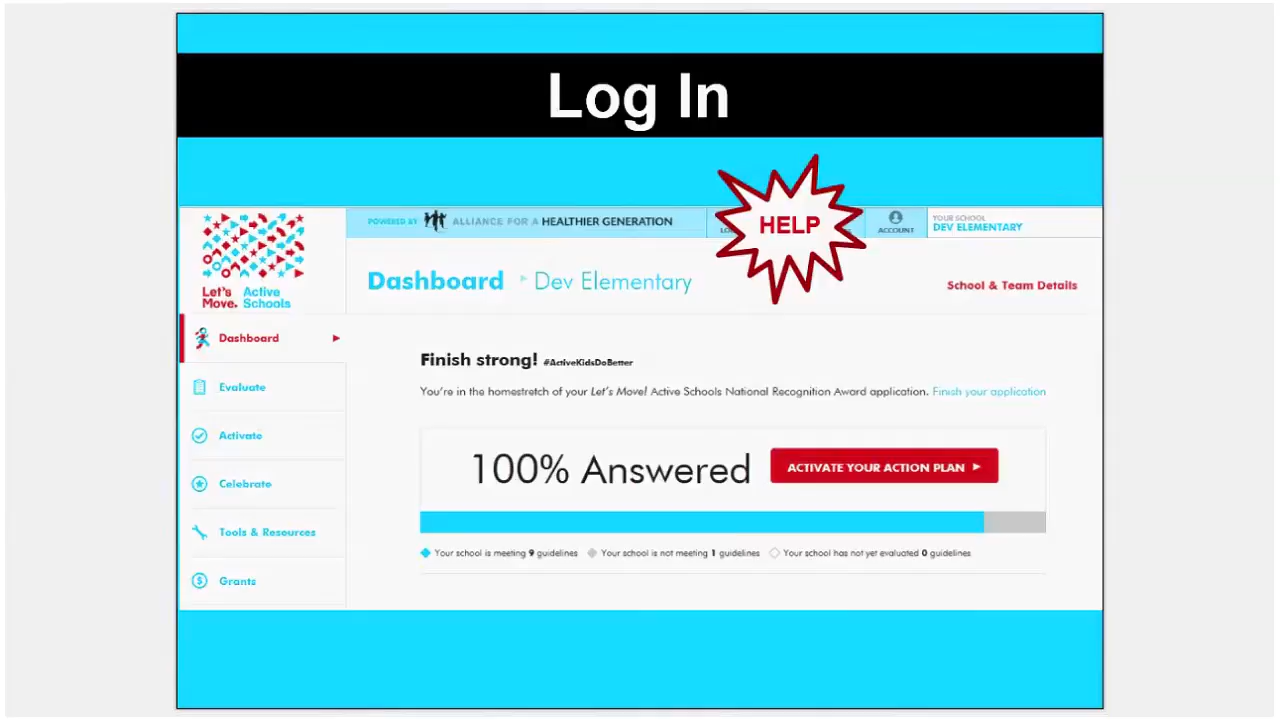 Log In
POWERED BY ALLIANCE FOR A HEALTHIER GENERATION
HELP
ACCOUNT
YOUR SCHOOL
DEV ELEMENTARY
Let's Active
Move. Schools
Dashboard Dev Elementary
School & Team Details
Dashboard
Evaluate
Activate
Celebrate
Tools & Resources
Grants
Finish strong! #ActiveKidsDoBetter
You're in the homestretch of your Let's Move! Active Schools National Recognition Award application. Finish your application
100% Answered
ACTIVATE YOUR ACTION PLAN
Your school is meeting 9 guidelines Your school is not meeting 1 guidelines Your school has not yet evaluated 0 guidelines